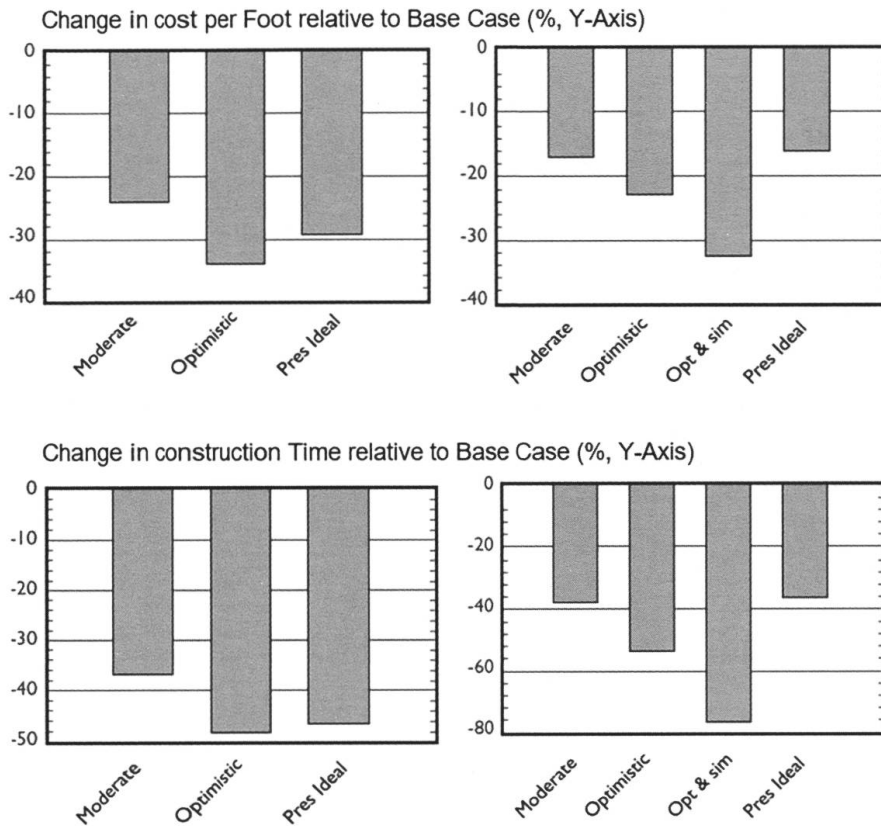 Change in cost per Foot relative to Base Case (%, Y-Axis)
0
-10
-20
-30
-40
Moderate
Optimistic
Pres Ideal
0
-10
-20
-30
-40
Moderate
Optimistic
Opt & sim
Pres Ideal
Change in construction Time relative to Base Case (%, Y-Axis)
0
-10
-20
-30
-40
-50
Moderate
Optimistic
Pres Ideal
0
-20
-40
-60
-80
Moderate
Optimistic
Opt & sim
Pres Ideal